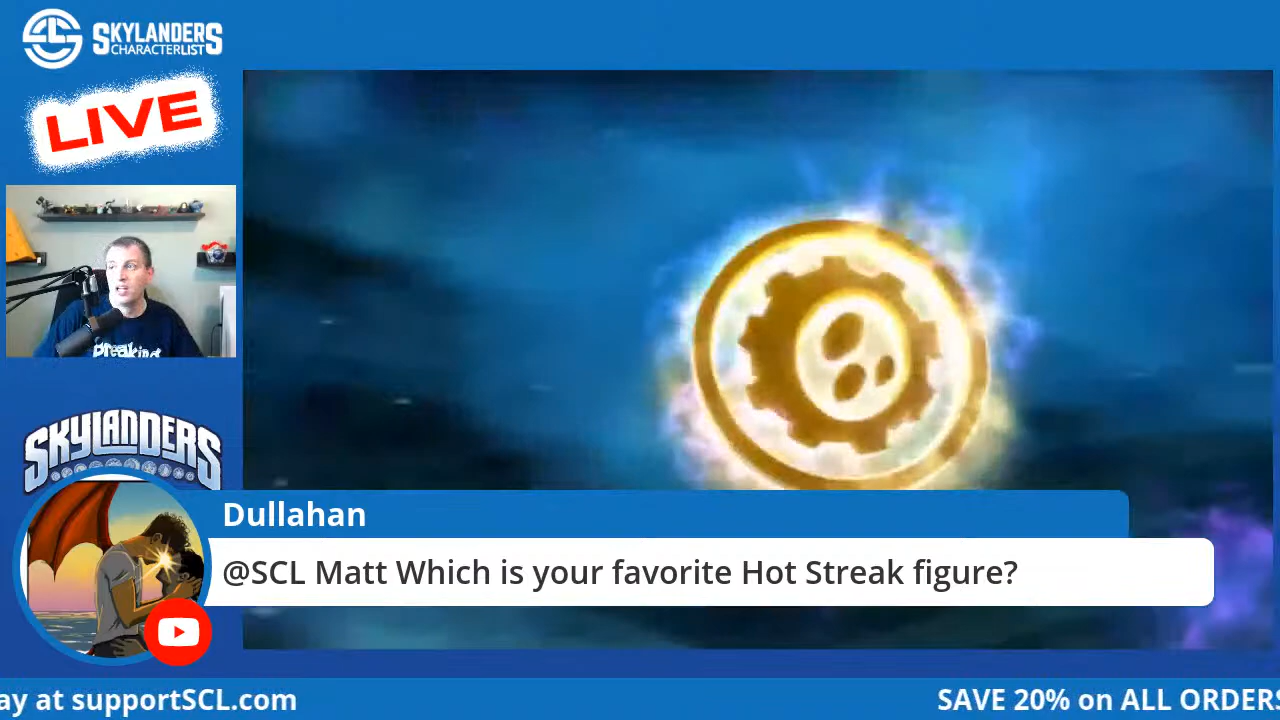 SKYLANDERS
CHARACTERLIST
LIVE
Breaking
SKYLANDERS
Dullahan
@SCL Matt Which is your favorite Hot Streak figure?
ay at supportSCL.com
SAVE 20% on ALL ORDERS